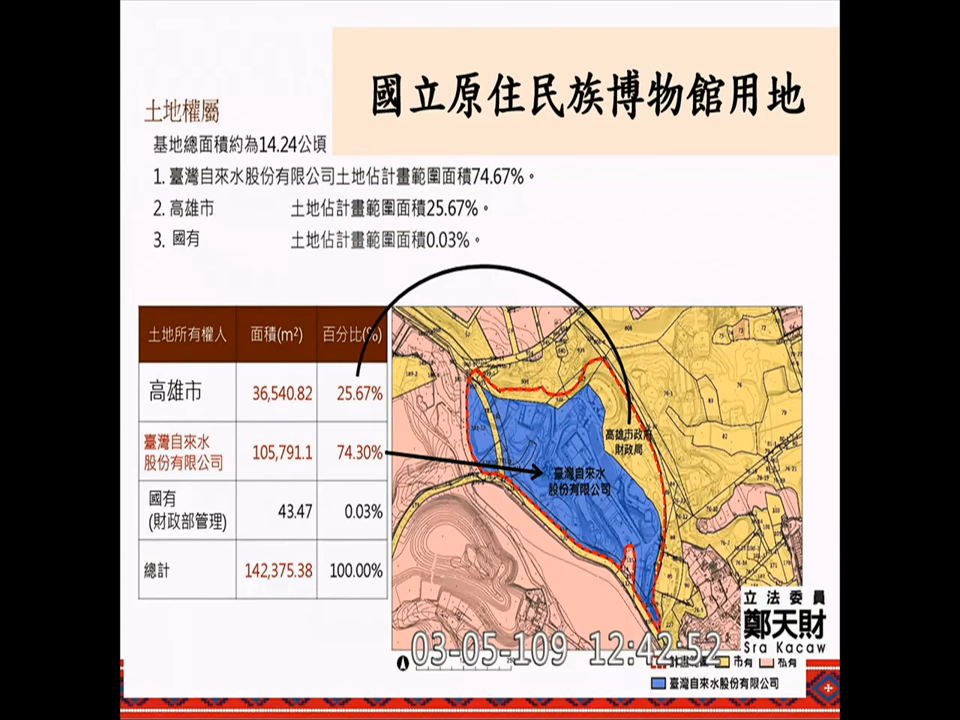 國立原住民族博物館用地
土地權屬
基地總面積約為14.24公頃
1. 臺灣自來水股份有限公司土地佔計畫範圍面積74.67%。
2. 高雄市 土地佔計畫範圍面積25.67%。
3. 國有 土地佔計畫範圍面積0.03%。
土地所有權人 面積(m²) 百分比(%)
高雄市 36,540.82 25.67%
臺灣自來水
股份有限公司 105,791.1 74.30%
國有
(財政部管理) 43.47 0.03%
總計 142,375.38 100.00%
高雄市政府
財政局
臺灣自來水
股份有限公司
立法委員
鄭天財
Sra Kacaw
03-05-109 12:42:52
市有 私有
臺灣自來水股份有限公司